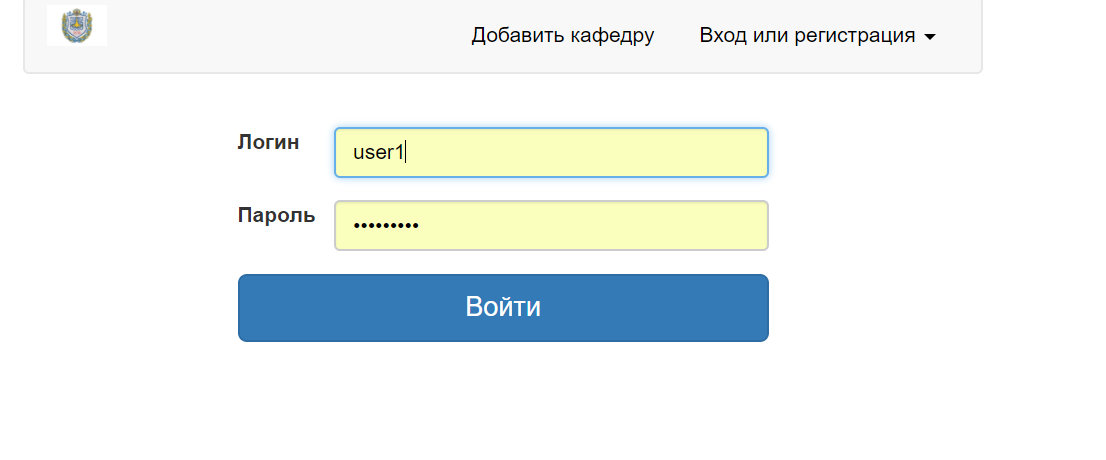 Добавить кафедру Вход или регистрация
Логин user1
Пароль •••••••••
Войти